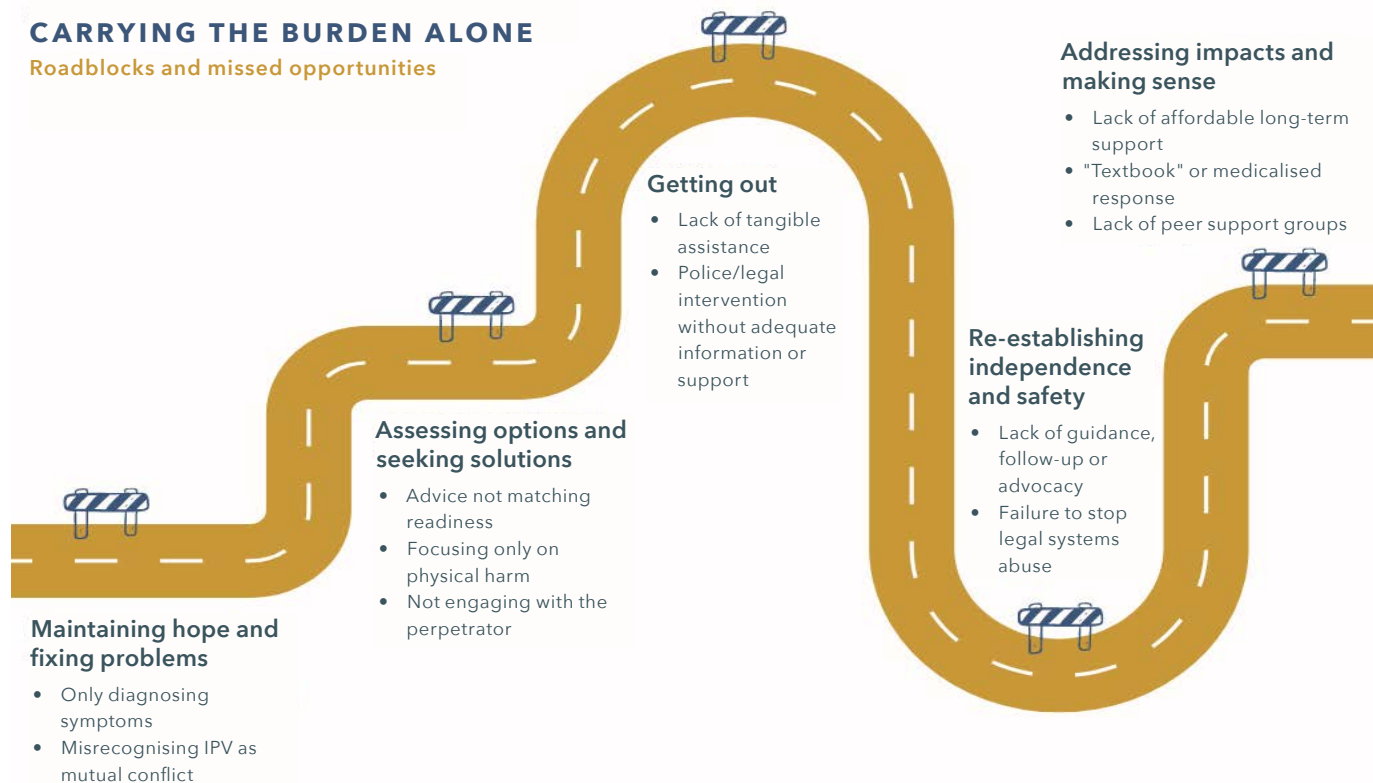 CARRYING THE BURDEN ALONE
Roadblocks and missed opportunities
Maintaining hope and
fixing problems
• Only diagnosing
symptoms
• Misrecognising IPV as
mutual conflict
Assessing options and
seeking solutions
• Advice not matching
readiness
• Focusing only on
physical harm
• Not engaging with the
perpetrator
Getting out
• Lack of tangible
assistance
• Police/legal
intervention
without adequate
information or
support
Re-establishing
independence
and safety
• Lack of guidance,
follow-up or
advocacy
• Failure to stop
legal systems
abuse
Addressing impacts and
making sense
• Lack of affordable long-term
support
• "Textbook" or medicalised
response
• Lack of peer support groups